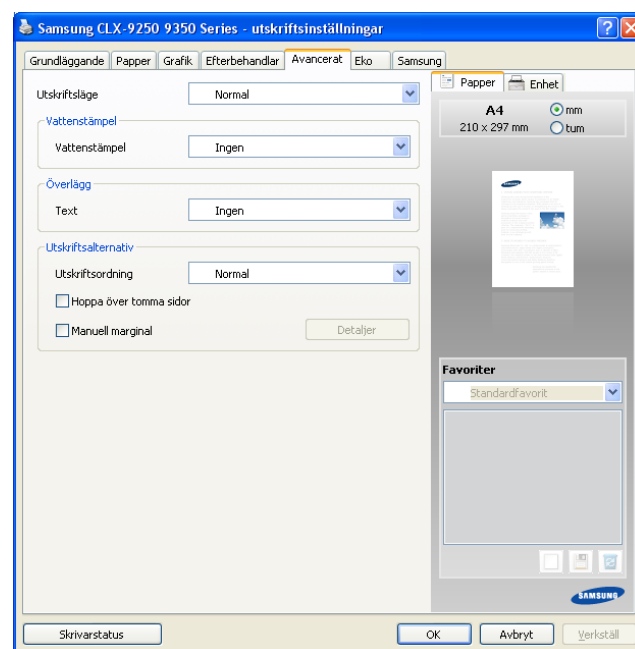 Samsung CLX-9250 9350 Series - utskriftsinställningar
Grundläggande Papper Grafik Efterbehandlar Avancerat Eko Samsung
Utskriftsläge Normal
Vattenstämpel
Vattenstämpel Ingen
Överlägg
Text Ingen
Utskriftsalternativ
Utskriftsordning Normal
Hoppa över tomma sidor
Manuell marginal Detaljer
Papper Enhet
A4 mm
210 x 297 mm tum
Favoriter
Standardfavorit
SAMSUNG
Skrivarstatus OK Avbryt Verkställ